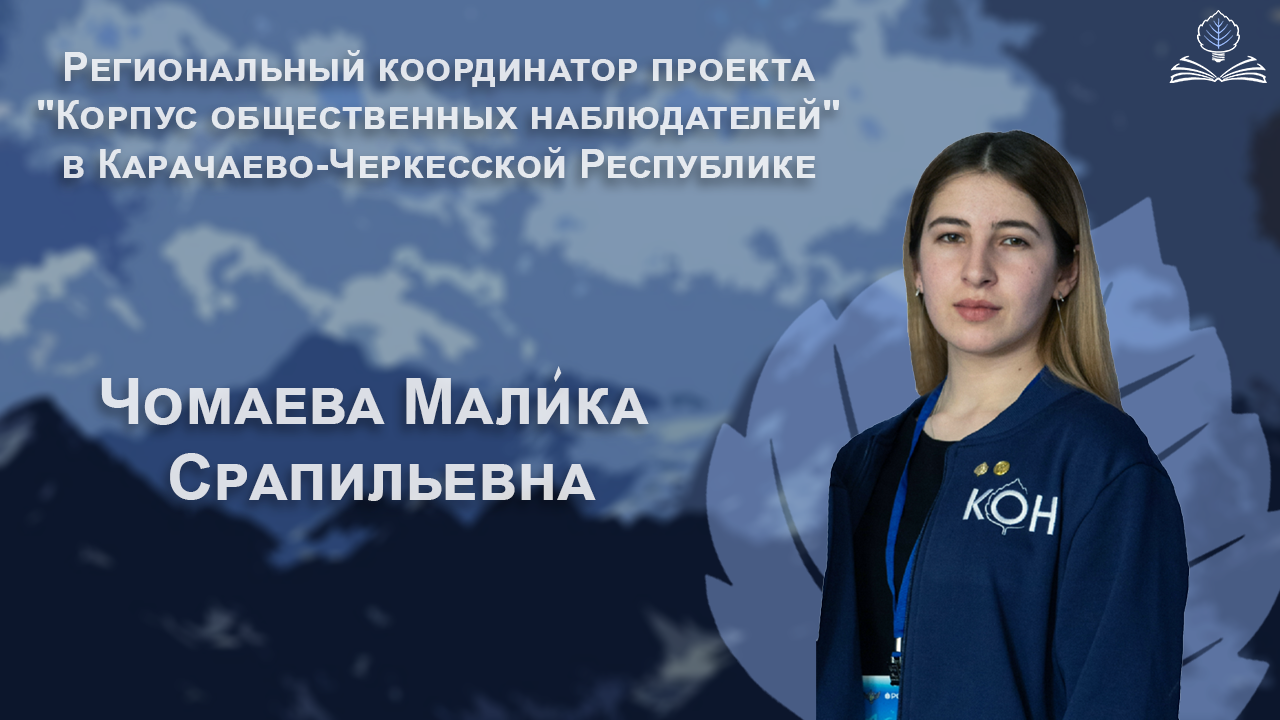 Региональный координатор проекта
"Корпус общественных наблюдателей"
в Карачаево-Черкесской Республике
Чомаева Мали́ка
Срапильевна
КОН